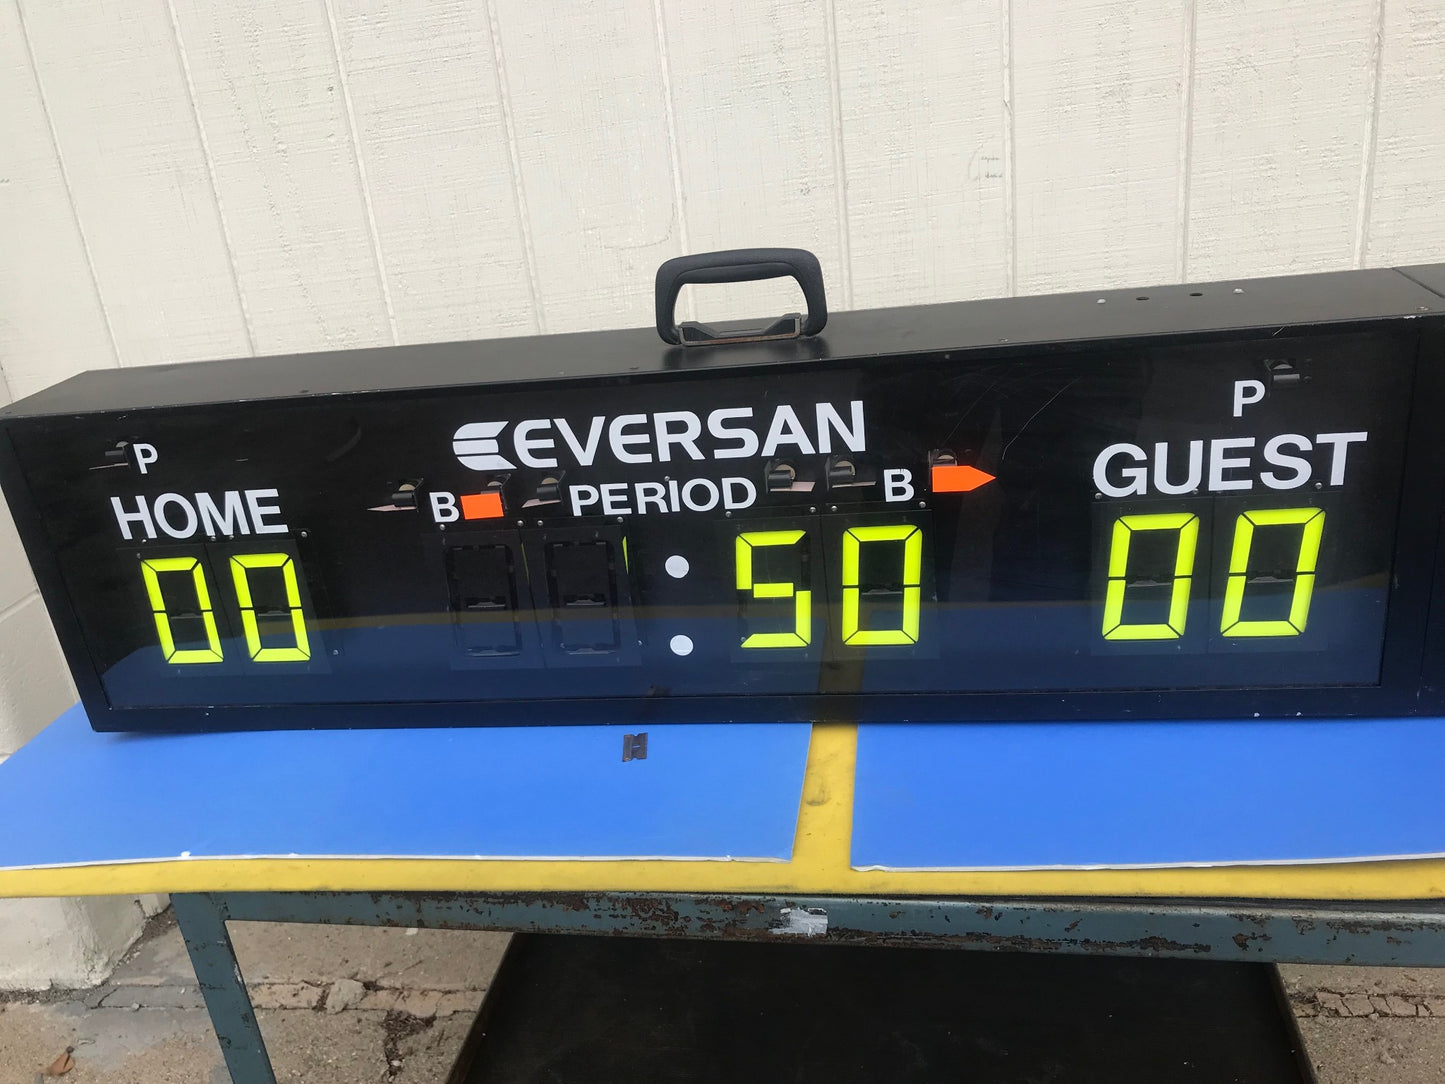 EVERSAN
P P
B PERIOD B
HOME GUEST
00 :50 00